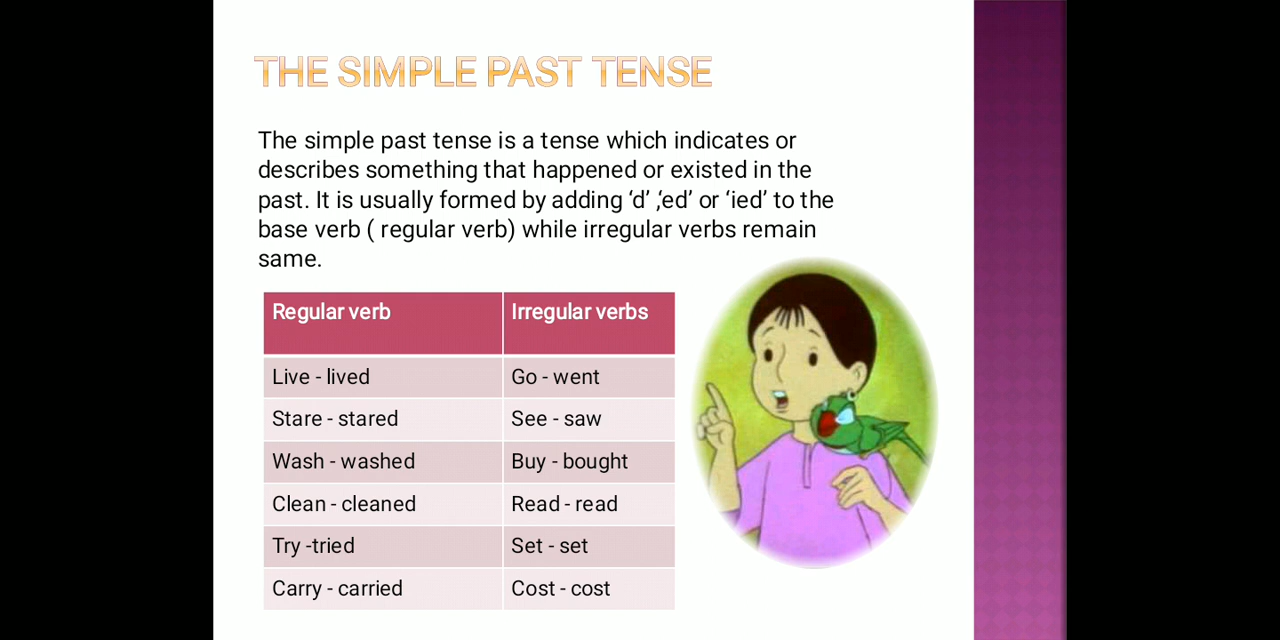 THE SIMPLE PAST TENSE
The simple past tense is a tense which indicates or
describes something that happened or existed in the
past. It is usually formed by adding ‘d’ ,‘ed’ or ‘ied’ to the
base verb ( regular verb) while irregular verbs remain
same.
Regular verb Irregular verbs
Live - lived Go - went
Stare - stared See - saw
Wash - washed Buy - bought
Clean - cleaned Read - read
Try -tried Set - set
Carry - carried Cost - cost